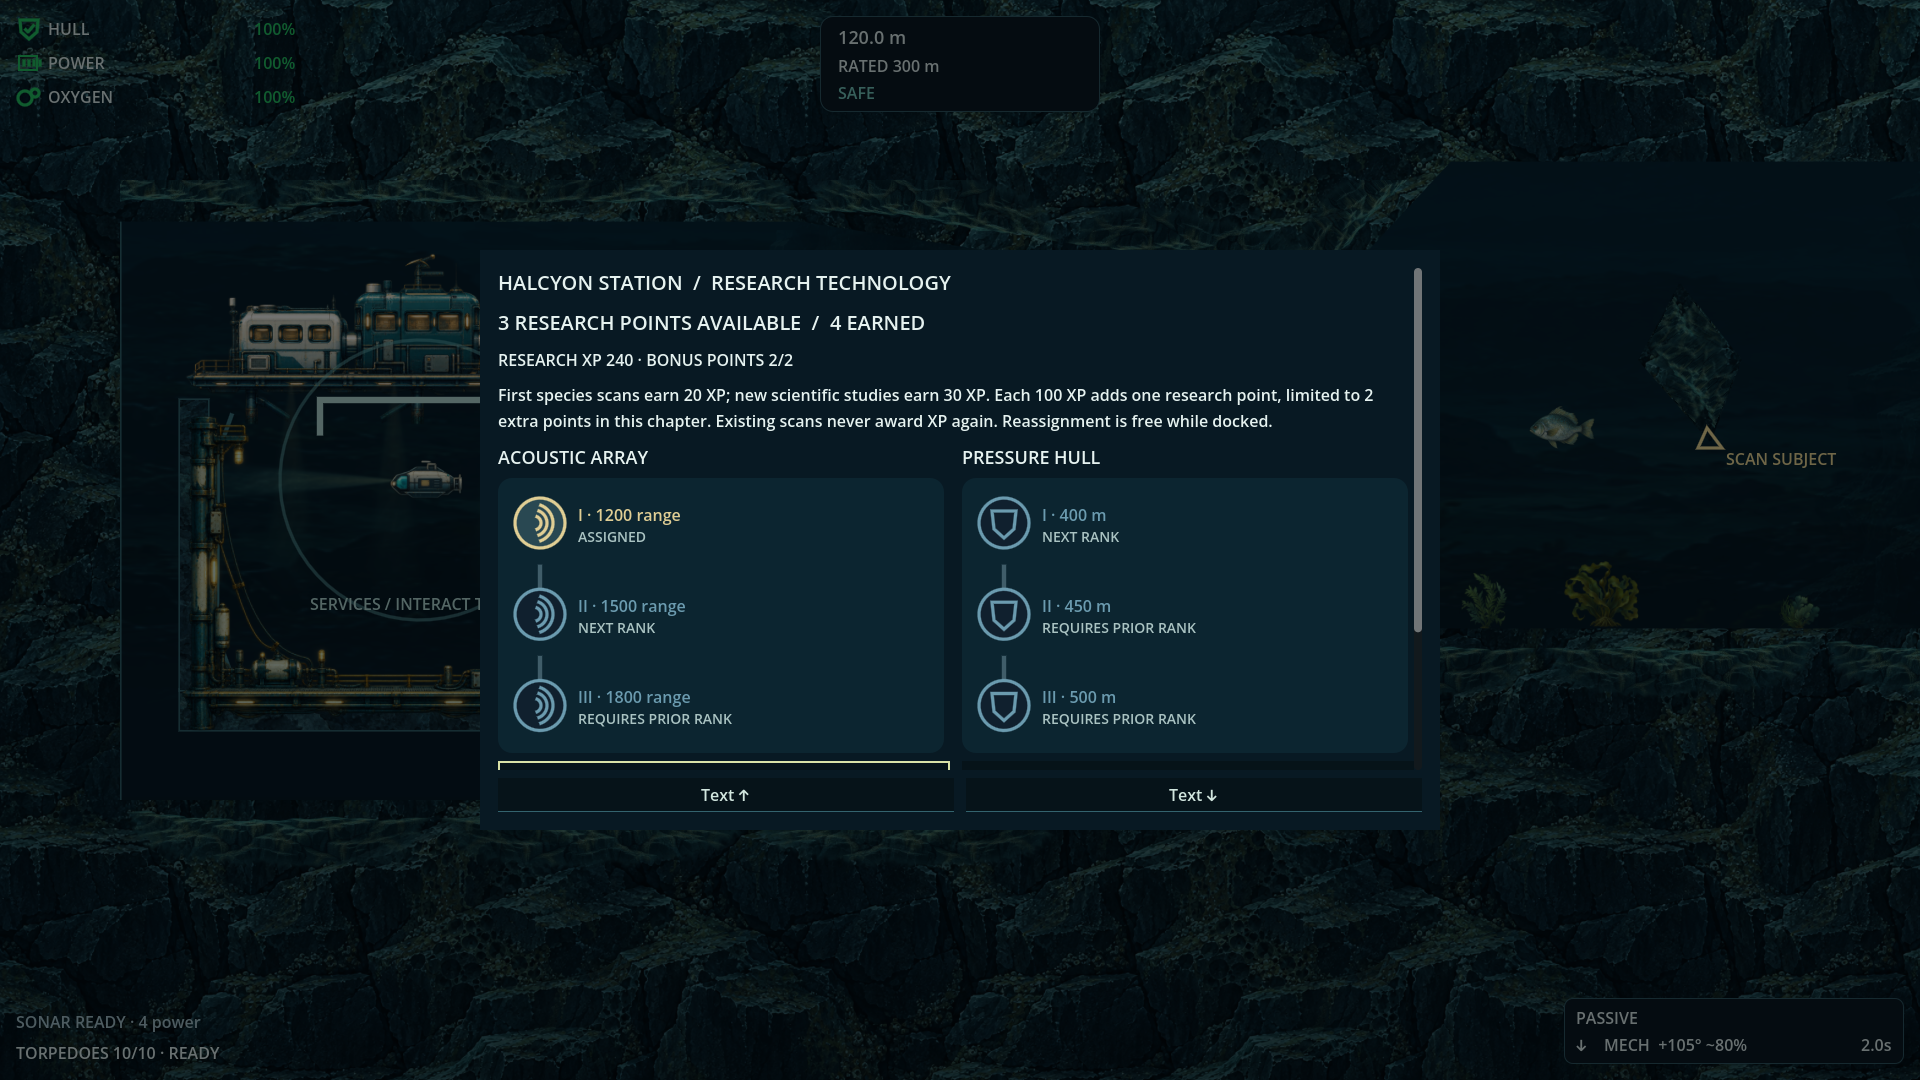 HULL 100%
POWER 100%
OXYGEN 100%
120.0 m
RATED 300 m
SAFE
HALCYON STATION / RESEARCH TECHNOLOGY
3 RESEARCH POINTS AVAILABLE / 4 EARNED
RESEARCH XP 240 · BONUS POINTS 2/2
First species scans earn 20 XP; new scientific studies earn 30 XP. Each 100 XP adds one research point, limited to 2
extra points in this chapter. Existing scans never award XP again. Reassignment is free while docked.
ACOUSTIC ARRAY
I · 1200 range
ASSIGNED
II · 1500 range
NEXT RANK
III · 1800 range
REQUIRES PRIOR RANK
PRESSURE HULL
I · 400 m
NEXT RANK
II · 450 m
REQUIRES PRIOR RANK
III · 500 m
REQUIRES PRIOR RANK
Text ↑
Text ↓
SERVICES / INTERACT
SCAN SUBJECT
SONAR READY · 4 power
TORPEDOES 10/10 · READY
PASSIVE
↓ MECH +105° ~80% 2.0s